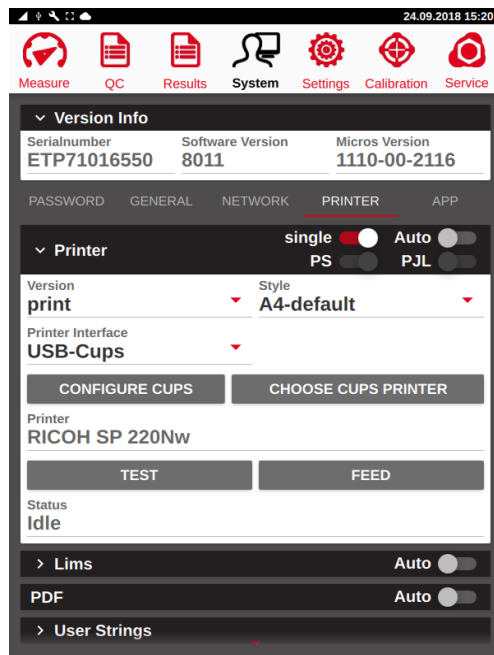 24.09.2018 15:20
Measure QC Results System Settings Calibration Service
Version Info
Serialnumber Software Version Micros Version
ETP71016550 8011 1110-00-2116
PASSWORD GENERAL NETWORK PRINTER APP
Printer single Auto
PS PJL
Version Style
print A4-default
Printer Interface
USB-Cups
CONFIGURE CUPS CHOOSE CUPS PRINTER
Printer
RICOH SP 220Nw
TEST FEED
Status
Idle
Lims Auto
PDF Auto
User Strings